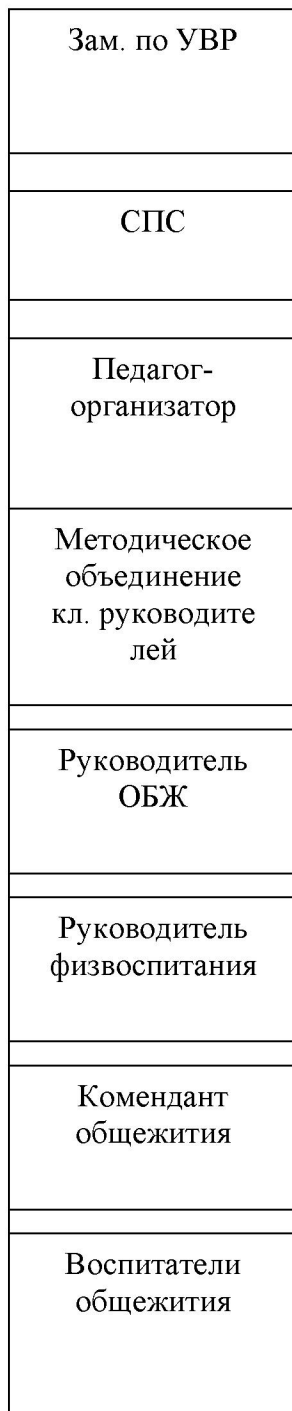 Зам. по УВР
СПС
Педагог-
организатор
Методическое
объединение
кл. руководите
лей
Руководитель
ОБЖ
Руководитель
физвоспитания
Комендант
общежития
Воспитатели
общежития